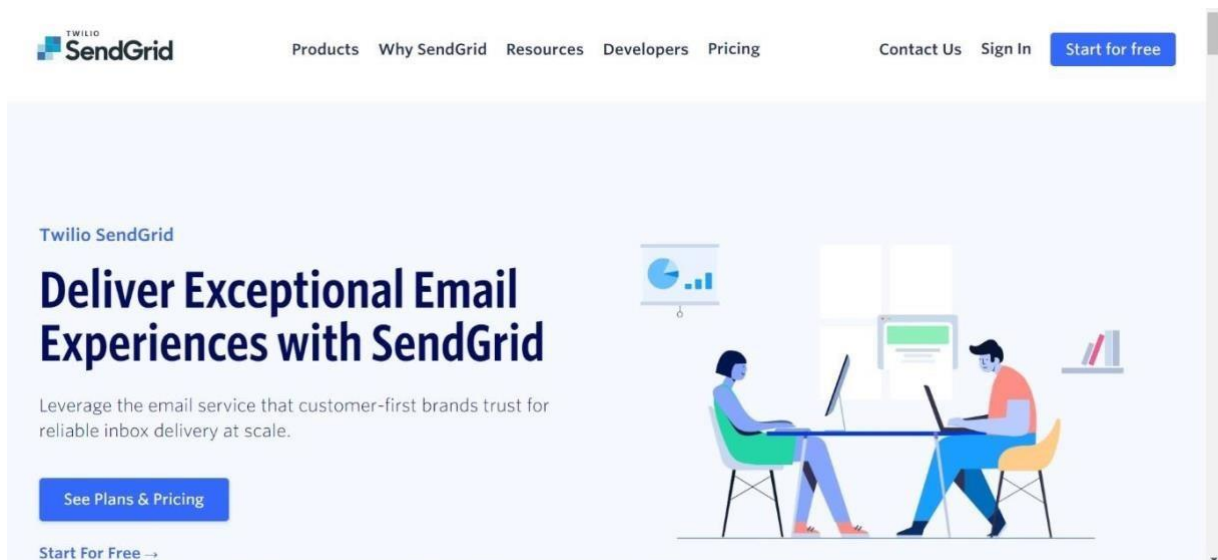 TWILIO
SendGrid
Products Why SendGrid Resources Developers Pricing Contact Us Sign In Start for free
Twilio SendGrid
Deliver Exceptional Email
Experiences with SendGrid
Leverage the email service that customer-first brands trust for
reliable inbox delivery at scale.
See Plans & Pricing
Start For Free →